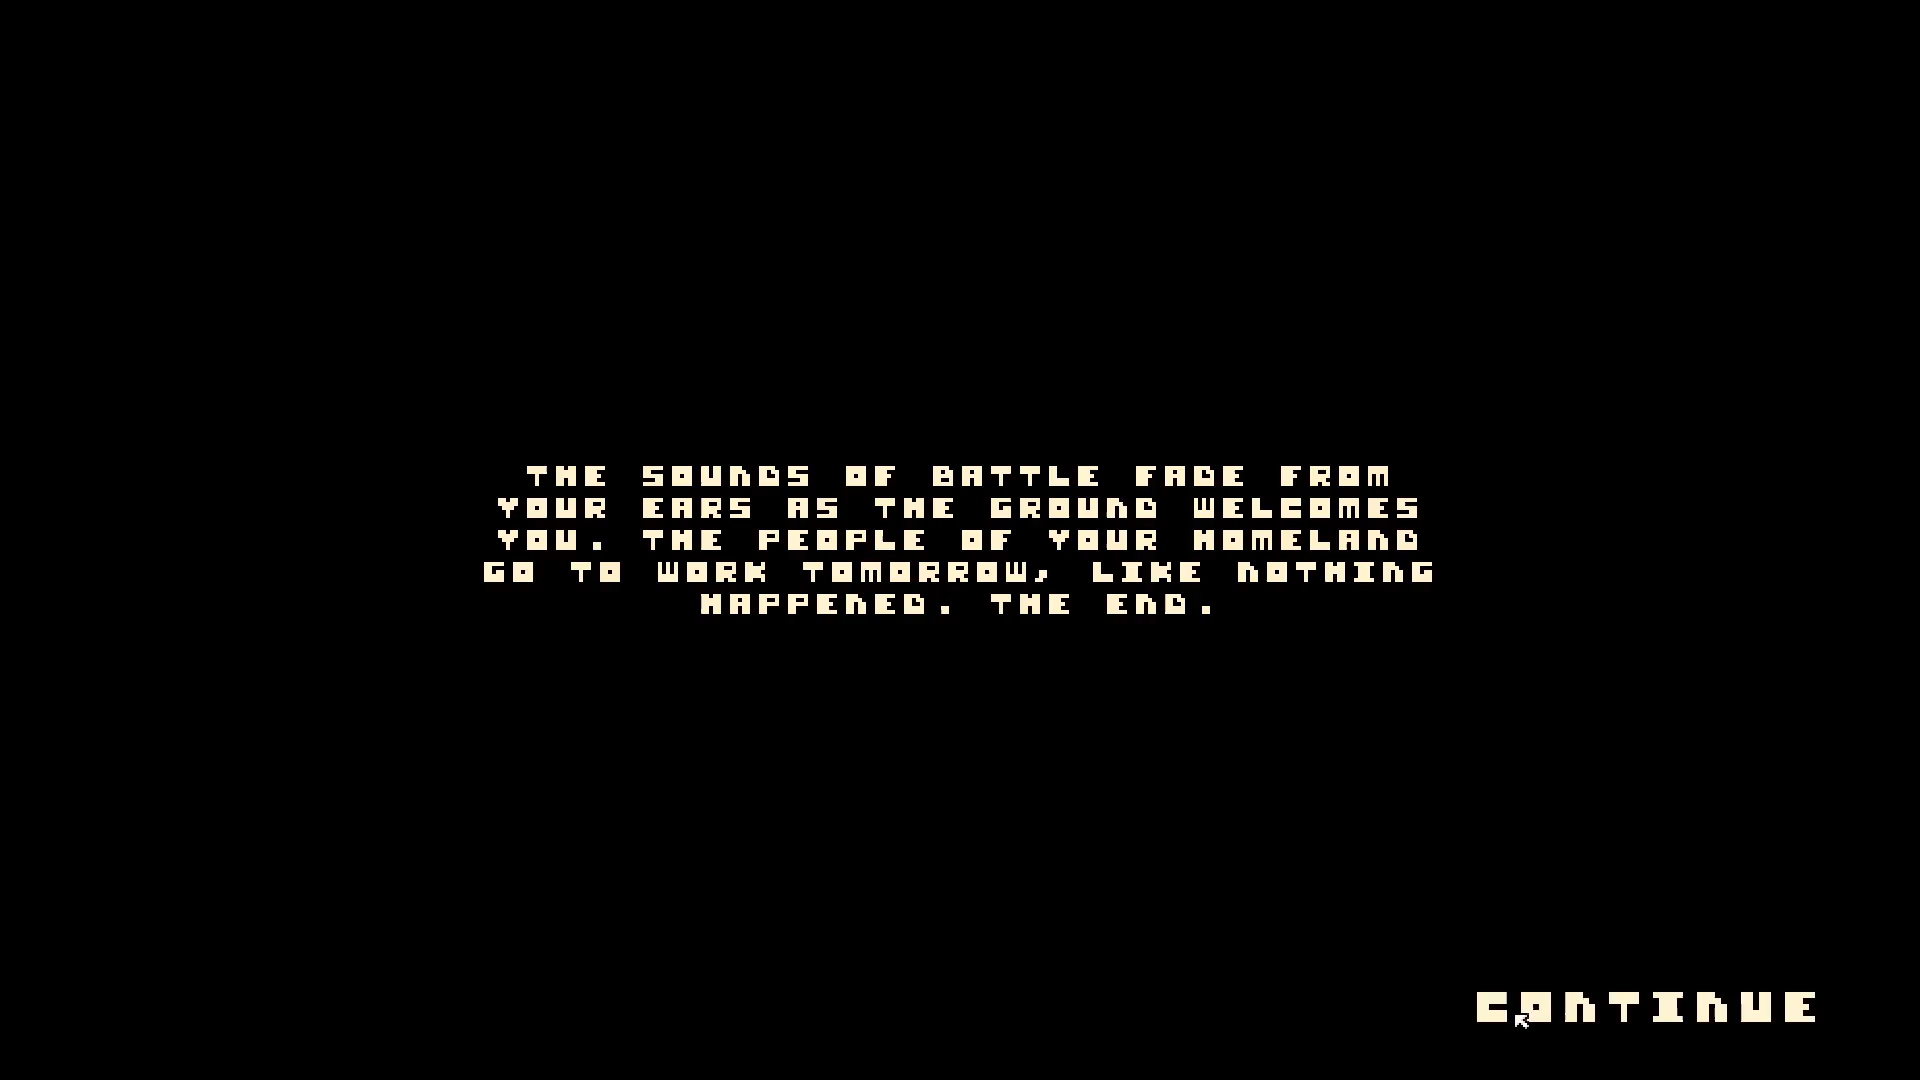 THE SOUNDS OF BATTLE FADE FROM
YOUR EARS AS THE GROUND WELCOMES
YOU. THE PEOPLE OF YOUR HOMELAND
GO TO WORK TOMORROW, LIKE NOTHING
HAPPENED. THE END.
CONTINUE